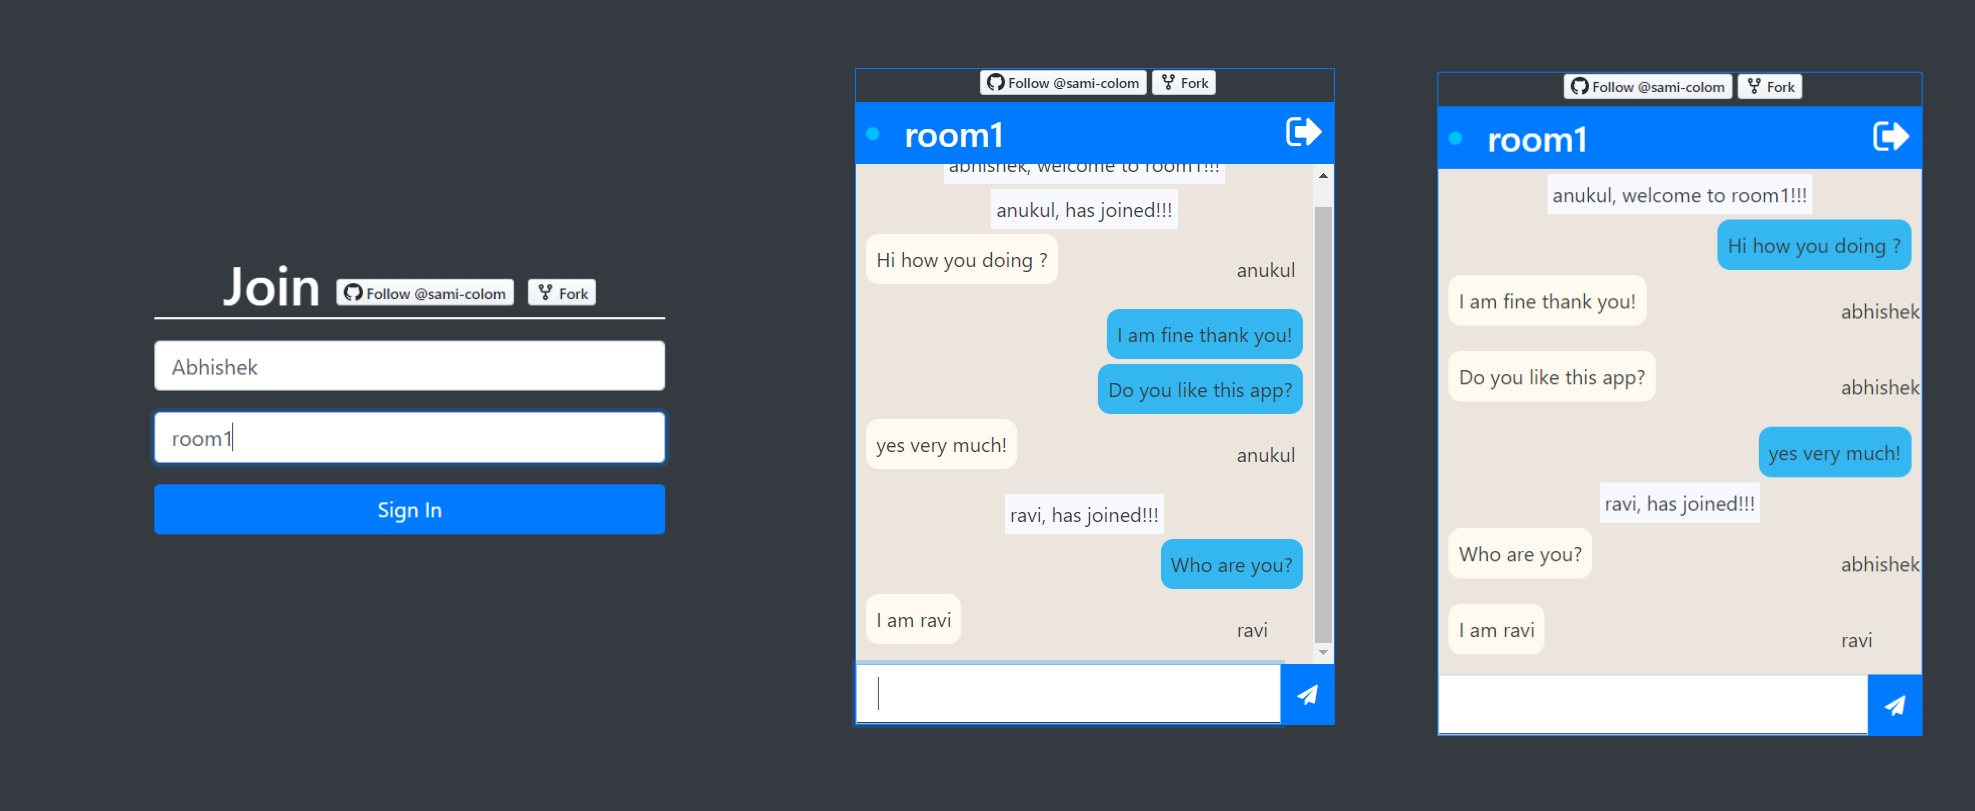 Join Follow @sami-colom Fork
Abhishek
room1
Sign In
Follow @sami-colom Fork
room1
abhishek, welcome to room1!!!
anukul, has joined!!!
Hi how you doing ?
anukul
I am fine thank you!
Do you like this app?
yes very much!
anukul
ravi, has joined!!!
Who are you?
I am ravi
ravi
Follow @sami-colom Fork
room1
anukul, welcome to room1!!!
Hi how you doing ?
I am fine thank you!
abhishek
Do you like this app?
abhishek
yes very much!
ravi, has joined!!!
Who are you?
abhishek
I am ravi
ravi